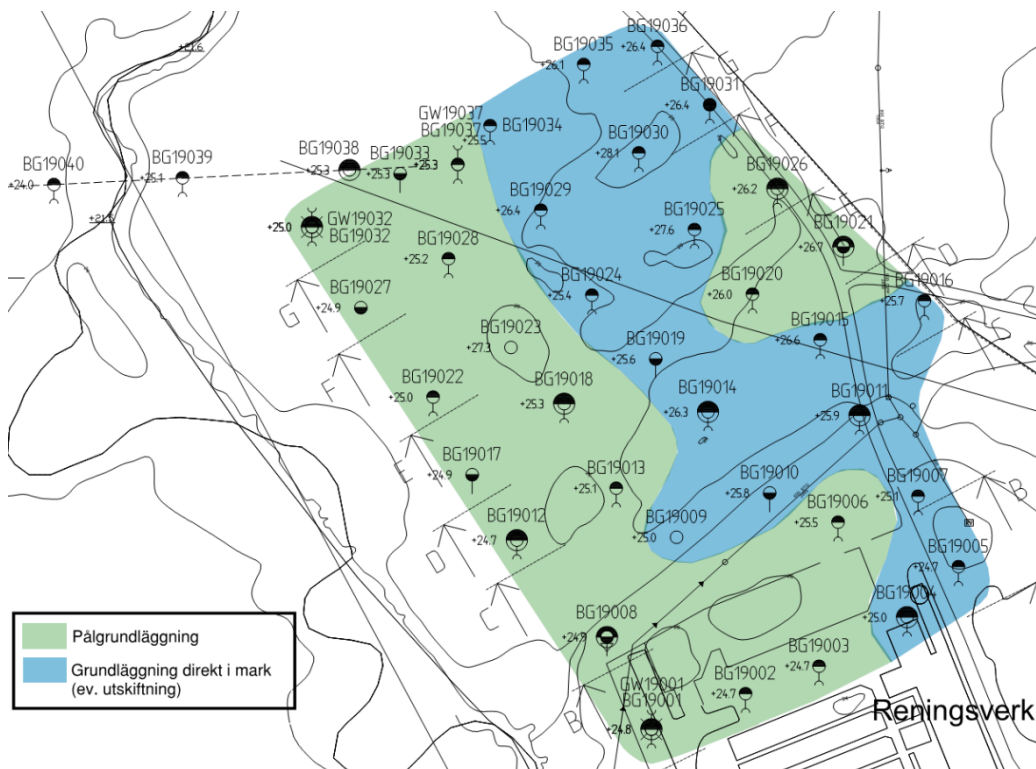 BG19036
+26.4
BG19035
+26.1
+21.6
BG19031
+26.4
GW19037
BG19037
+25.3
BG19034
+25.5
BG19030
+28.1
BG19038
+25.3
BG19033
+25.3
BG19040
+24.0
BG19039
+25.1
BG19026
+26.2
BG19029
+26.4
GW19032
BG19032
+25.0
BG19025
+27.6
BG19021
+26.7
BG19028
+25.2
BG19027
+24.9
BG19024
+25.4
BG19020
+26.0
BG19016
+25.7
G
BG19023
+27.3
BG19019
+25.6
BG19015
+26.6
F
BG19022
+25.0
BG19018
+25.3
BG19014
+26.3
BG19011
+25.9
E
BG19017
+24.9
BG19013
+25.1
BG19010
+25.8
BG19007
+25.1
B
D
BG19012
+24.7
BG19009
+25.0
BG19006
+25.5
BG19005
+24.7
BG19004
+25.0
C
BG19008
+24.9
BG19003
+24.7
BG19002
+24.7
GW19001
BG19001
+24.8
B
Reningsverk
Pålgrundläggning
Grundläggning direkt i mark
(ev. utskiftning)